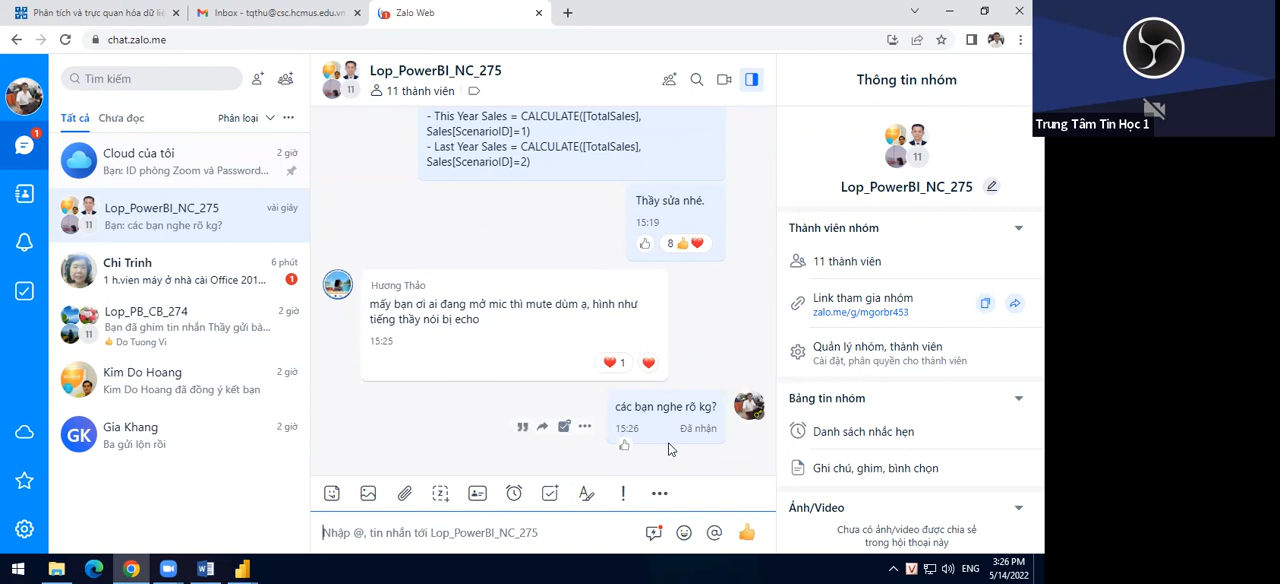 Phân tích và trực quan hóa dữ liệ
Inbox - tqthu@csc.hcmus.edu.vn
Zalo Web
chat.zalo.me
Tìm kiếm
Tất cả
Chưa đọc
Phân loại
Cloud của tôi
2 giờ
Bạn: ID phòng Zoom và Password...
Lop_PowerBI_NC_275
vài giây
11
Bạn: các bạn nghe rõ kg?
Chi Trinh
6 phút
1 h.vien máy ở nhà cài Office 201...
1
Lop_PB_CB_274
2 giờ
11
Bạn đã ghim tin nhắn Thầy gửi bà...
Do Tuong Vi
Kim Do Hoang
2 giờ
Kim Do Hoang đã đồng ý kết bạn
GK
Gia Khang
2 giờ
Ba gửi lộn rồi
1
Lop_PowerBI_NC_275
11
11 thành viên
- This Year Sales = CALCULATE([TotalSales],
Sales[ScenarioID]=1)
- Last Year Sales = CALCULATE([TotalSales],
Sales[ScenarioID]=2)
Thầy sửa nhé.
15:19
8
Hương Thảo
mấy bạn ơi ai đang mở mic thì mute dùm ạ, hình như
tiếng thầy nói bị echo
15:25
1
các bạn nghe rõ kg?
15:26
Đã nhận
Nhập @, tin nhắn tới Lop_PowerBI_NC_275
Thông tin nhóm
11
Lop_PowerBI_NC_275
Thành viên nhóm
11 thành viên
Link tham gia nhóm
zalo.me/g/mgorbr453
Quản lý nhóm, thành viên
Cài đặt, phân quyền cho thành viên
Bảng tin nhóm
Danh sách nhắc hẹn
Ghi chú, ghim, bình chọn
Ảnh/Video
Chưa có ảnh/video được chia sẻ
trong hội thoại này
Trung Tâm Tin Học 1
ENG
3:26 PM
5/14/2022